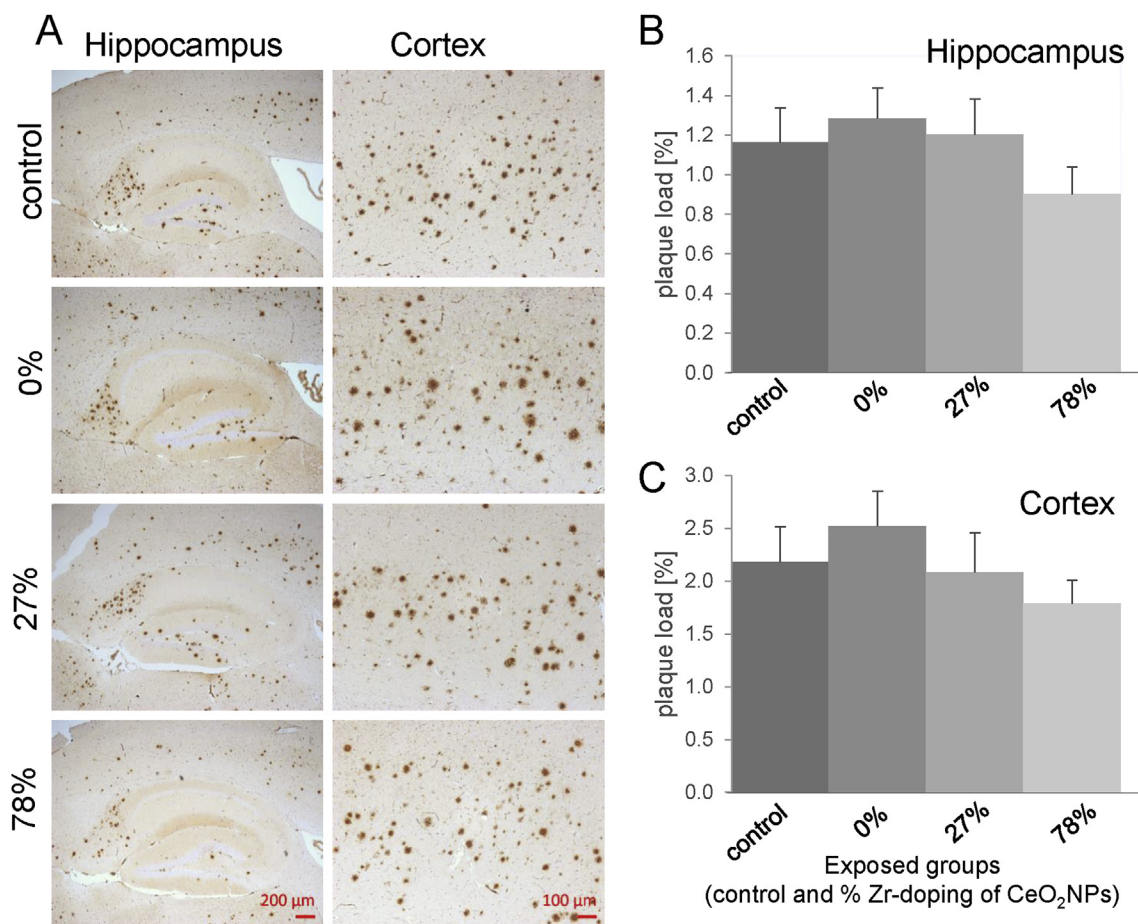 A
Hippocampus
Cortex
control
0%
27%
78%
200 µm
100 µm
B
Hippocampus
plaque load [%]
1.6
1.4
1.2
1.0
0.8
0.6
0.4
0.2
0.0
control
0%
27%
78%
C
Cortex
plaque load [%]
3.0
2.5
2.0
1.5
1.0
0.5
0.0
control
0%
27%
78%
Exposed groups
(control and % Zr-doping of CeO₂NPs)